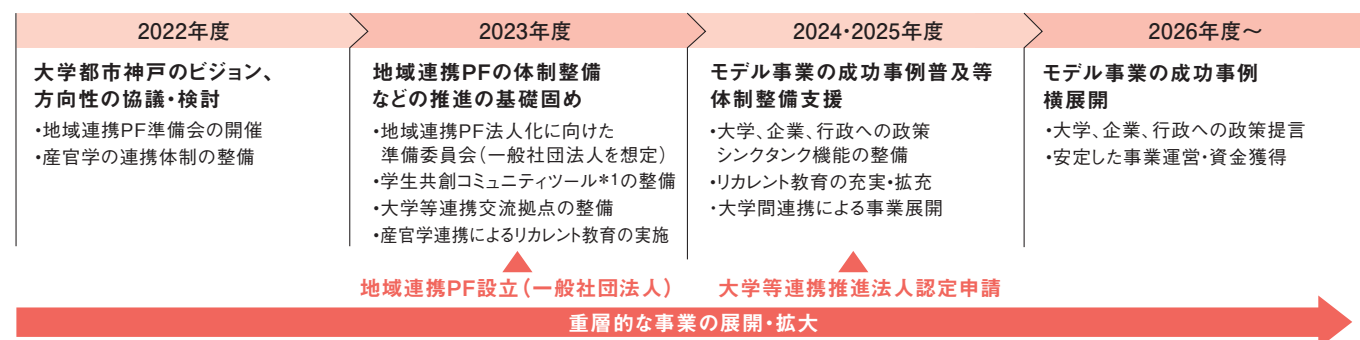 2022年度
2023年度
2024・2025年度
2026年度〜
大学都市神戸のビジョン、
方向性の協議・検討
・地域連携PF準備会の開催
・産官学の連携体制の整備
地域連携PFの体制整備
などの推進の基礎固め
・地域連携PF法人化に向けた
準備委員会（一般社団法人を想定）
・学生共創コミュニティツール*1の整備
・大学等連携交流拠点の整備
・産官学連携によるリカレント教育の実施
モデル事業の成功事例普及等
体制整備支援
・大学、企業、行政への政策
シンクタンク機能の整備
・リカレント教育の充実・拡充
・大学間連携による事業展開
モデル事業の成功事例
横展開
・大学、企業、行政への政策提言
・安定した事業運営・資金獲得
地域連携PF設立（一般社団法人）
大学等連携推進法人認定申請
重層的な事業の展開・拡大